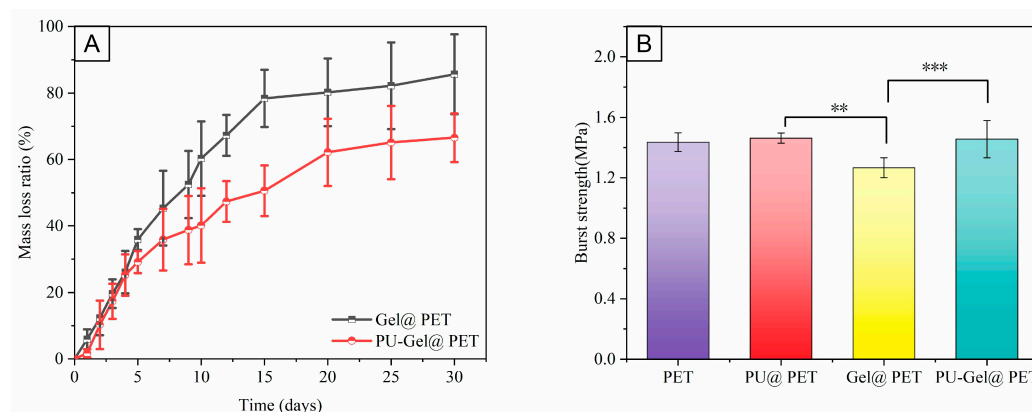 A
Mass loss ratio (%)
100
80
60
40
20
0
0 5 10 15 20 25 30
Time (days)
Gel@ PET
PU-Gel@ PET
B
Burst strength(MPa)
2.0
1.6
1.2
0.8
0.4
0.0
**
***
PET PU@ PET Gel@ PET PU-Gel@ PET